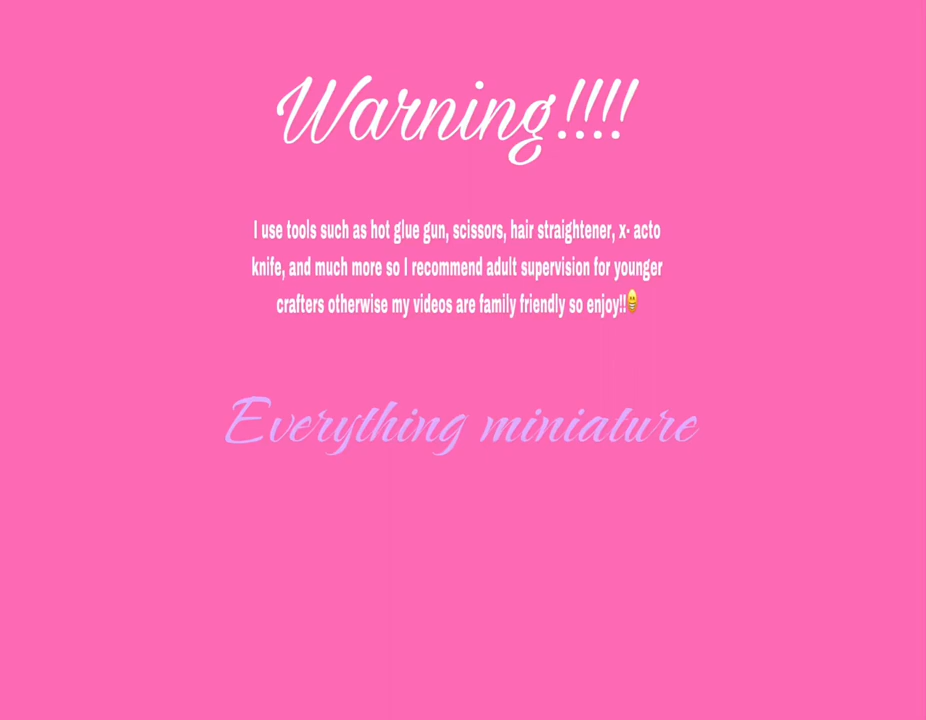 Warning!!!!
I use tools such as hot glue gun, scissors, hair straightener, x- acto
knife, and much more so I recommend adult supervision for younger
crafters otherwise my videos are family friendly so enjoy!!😀
Everything miniature